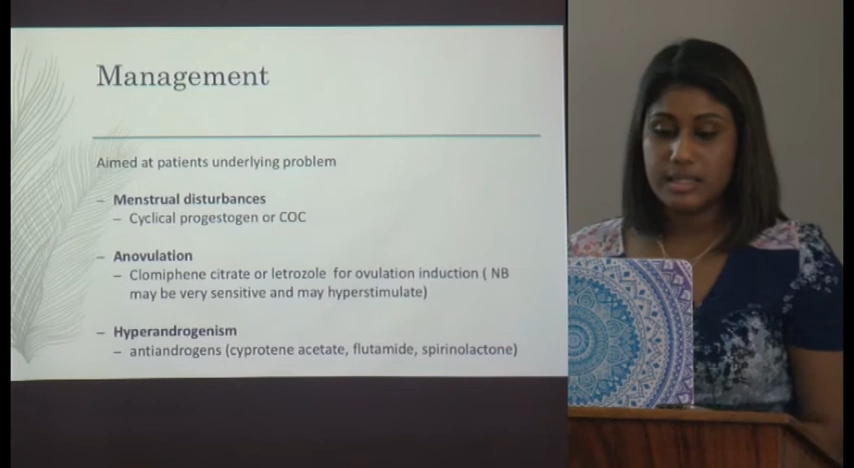 Management
Aimed at patients underlying problem
– Menstrual disturbances
– Cyclical progestogen or COC
– Anovulation
– Clomiphene citrate or letrozole for ovulation induction ( NB
may be very sensitive and may hyperstimulate)
– Hyperandrogenism
– antiandrogens (cyprotene acetate, flutamide, spirinolactone)